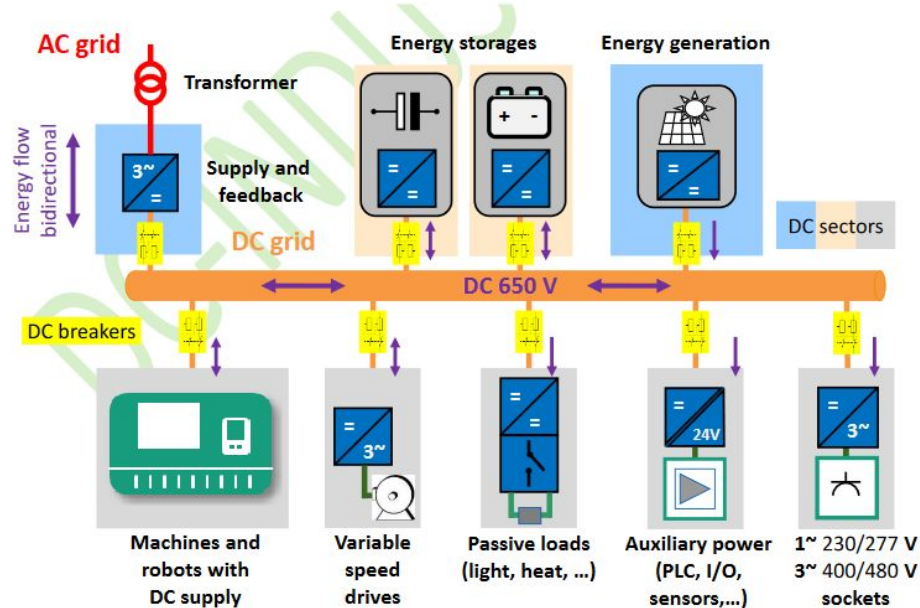 AC grid
Transformer
Energy storages
Energy generation
Energy flow
bidirectional
3~
=
Supply and
feedback
=
=
+ -
=
=
=
=
DC grid
DC sectors
DC 650 V
DC breakers
=
3~
=
=
=
24V
=
3~
Machines and
robots with
DC supply
Variable
speed
drives
Passive loads
(light, heat, ...)
Auxiliary power
(PLC, I/O,
sensors,...)
1~ 230/277 V
3~ 400/480 V
sockets
DC-INDUS